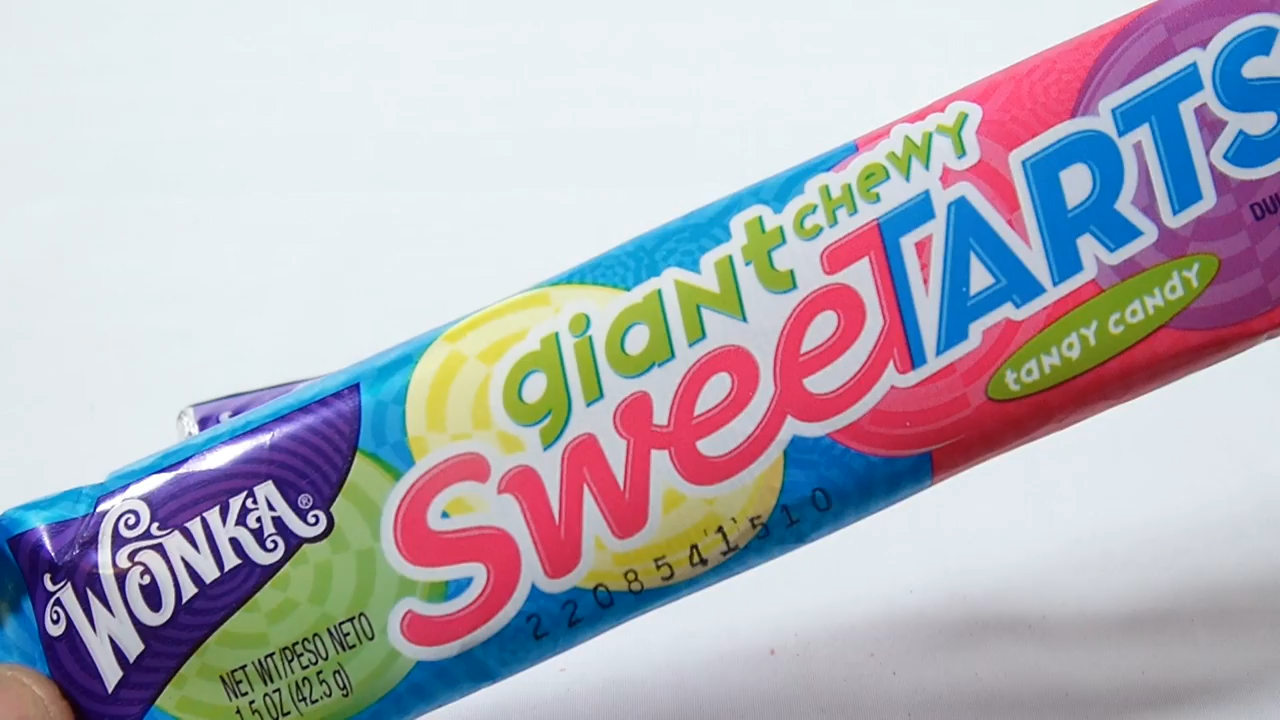 giant chewy
SweeTARTS
tangy candy
WONKA®
2208541510
NET WT/PESO NETO
1.5 OZ (42.5 g)